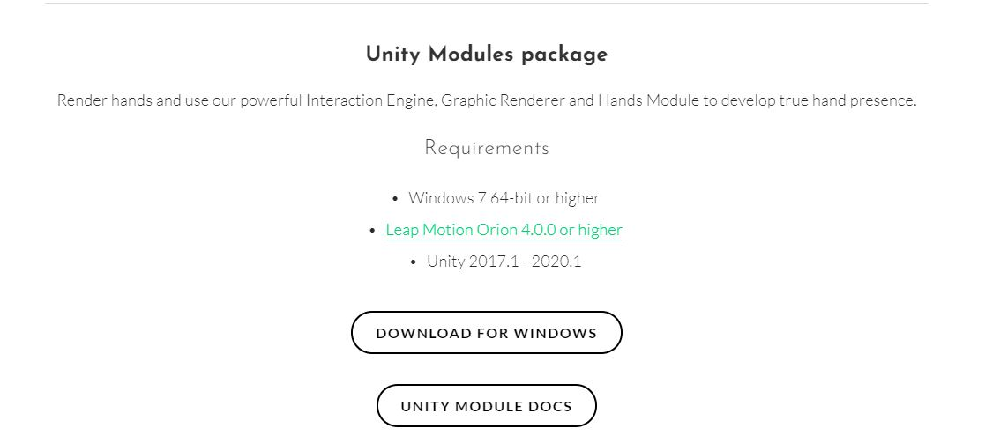 Unity Modules package
Render hands and use our powerful Interaction Engine, Graphic Renderer and Hands Module to develop true hand presence.
Requirements
• Windows 7 64-bit or higher
• Leap Motion Orion 4.0.0 or higher
• Unity 2017.1 - 2020.1
DOWNLOAD FOR WINDOWS
UNITY MODULE DOCS